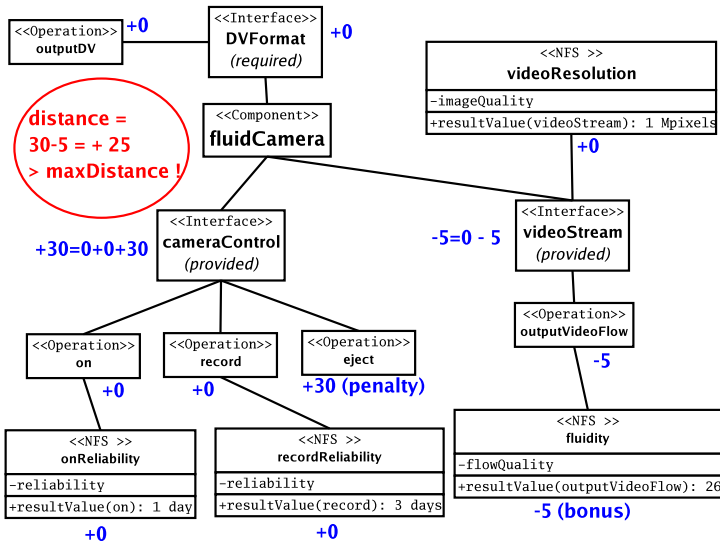 <<Operation>>
outputDV
+0
<<Interface>>
DVFormat
(required)
+0
<<NFS >>
videoResolution
-imageQuality
+resultValue(videoStream): 1 Mpixels
+0
distance =
30-5 = + 25
> maxDistance !
<<Component>>
fluidCamera
+30=0+0+30
<<Interface>>
cameraControl
(provided)
-5=0 - 5
<<Interface>>
videoStream
(provided)
<<Operation>>
on
+0
<<Operation>>
record
+0
<<Operation>>
eject
+30 (penalty)
<<Operation>>
outputVideoFlow
-5
<<NFS >>
onReliability
-reliability
+resultValue(on): 1 day
+0
<<NFS >>
recordReliability
-reliability
+resultValue(record): 3 days
+0
<<NFS >>
fluidity
-flowQuality
+resultValue(outputVideoFlow): 26
-5 (bonus)